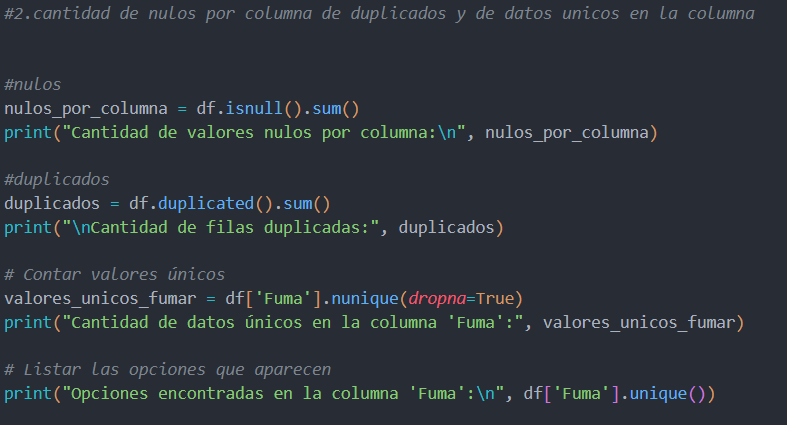 #2.cantidad de nulos por columna de duplicados y de datos unicos en la columna
#nulos
nulos_por_columna = df.isnull().sum()
print("Cantidad de valores nulos por columna:\n", nulos_por_columna)
#duplicados
duplicados = df.duplicated().sum()
print("\nCantidad de filas duplicadas:", duplicados)
# Contar valores únicos
valores_unicos_fumar = df['Fuma'].nunique(dropna=True)
print("Cantidad de datos únicos en la columna 'Fuma':", valores_unicos_fumar)
# Listar las opciones que aparecen
print("Opciones encontradas en la columna 'Fuma':\n", df['Fuma'].unique())